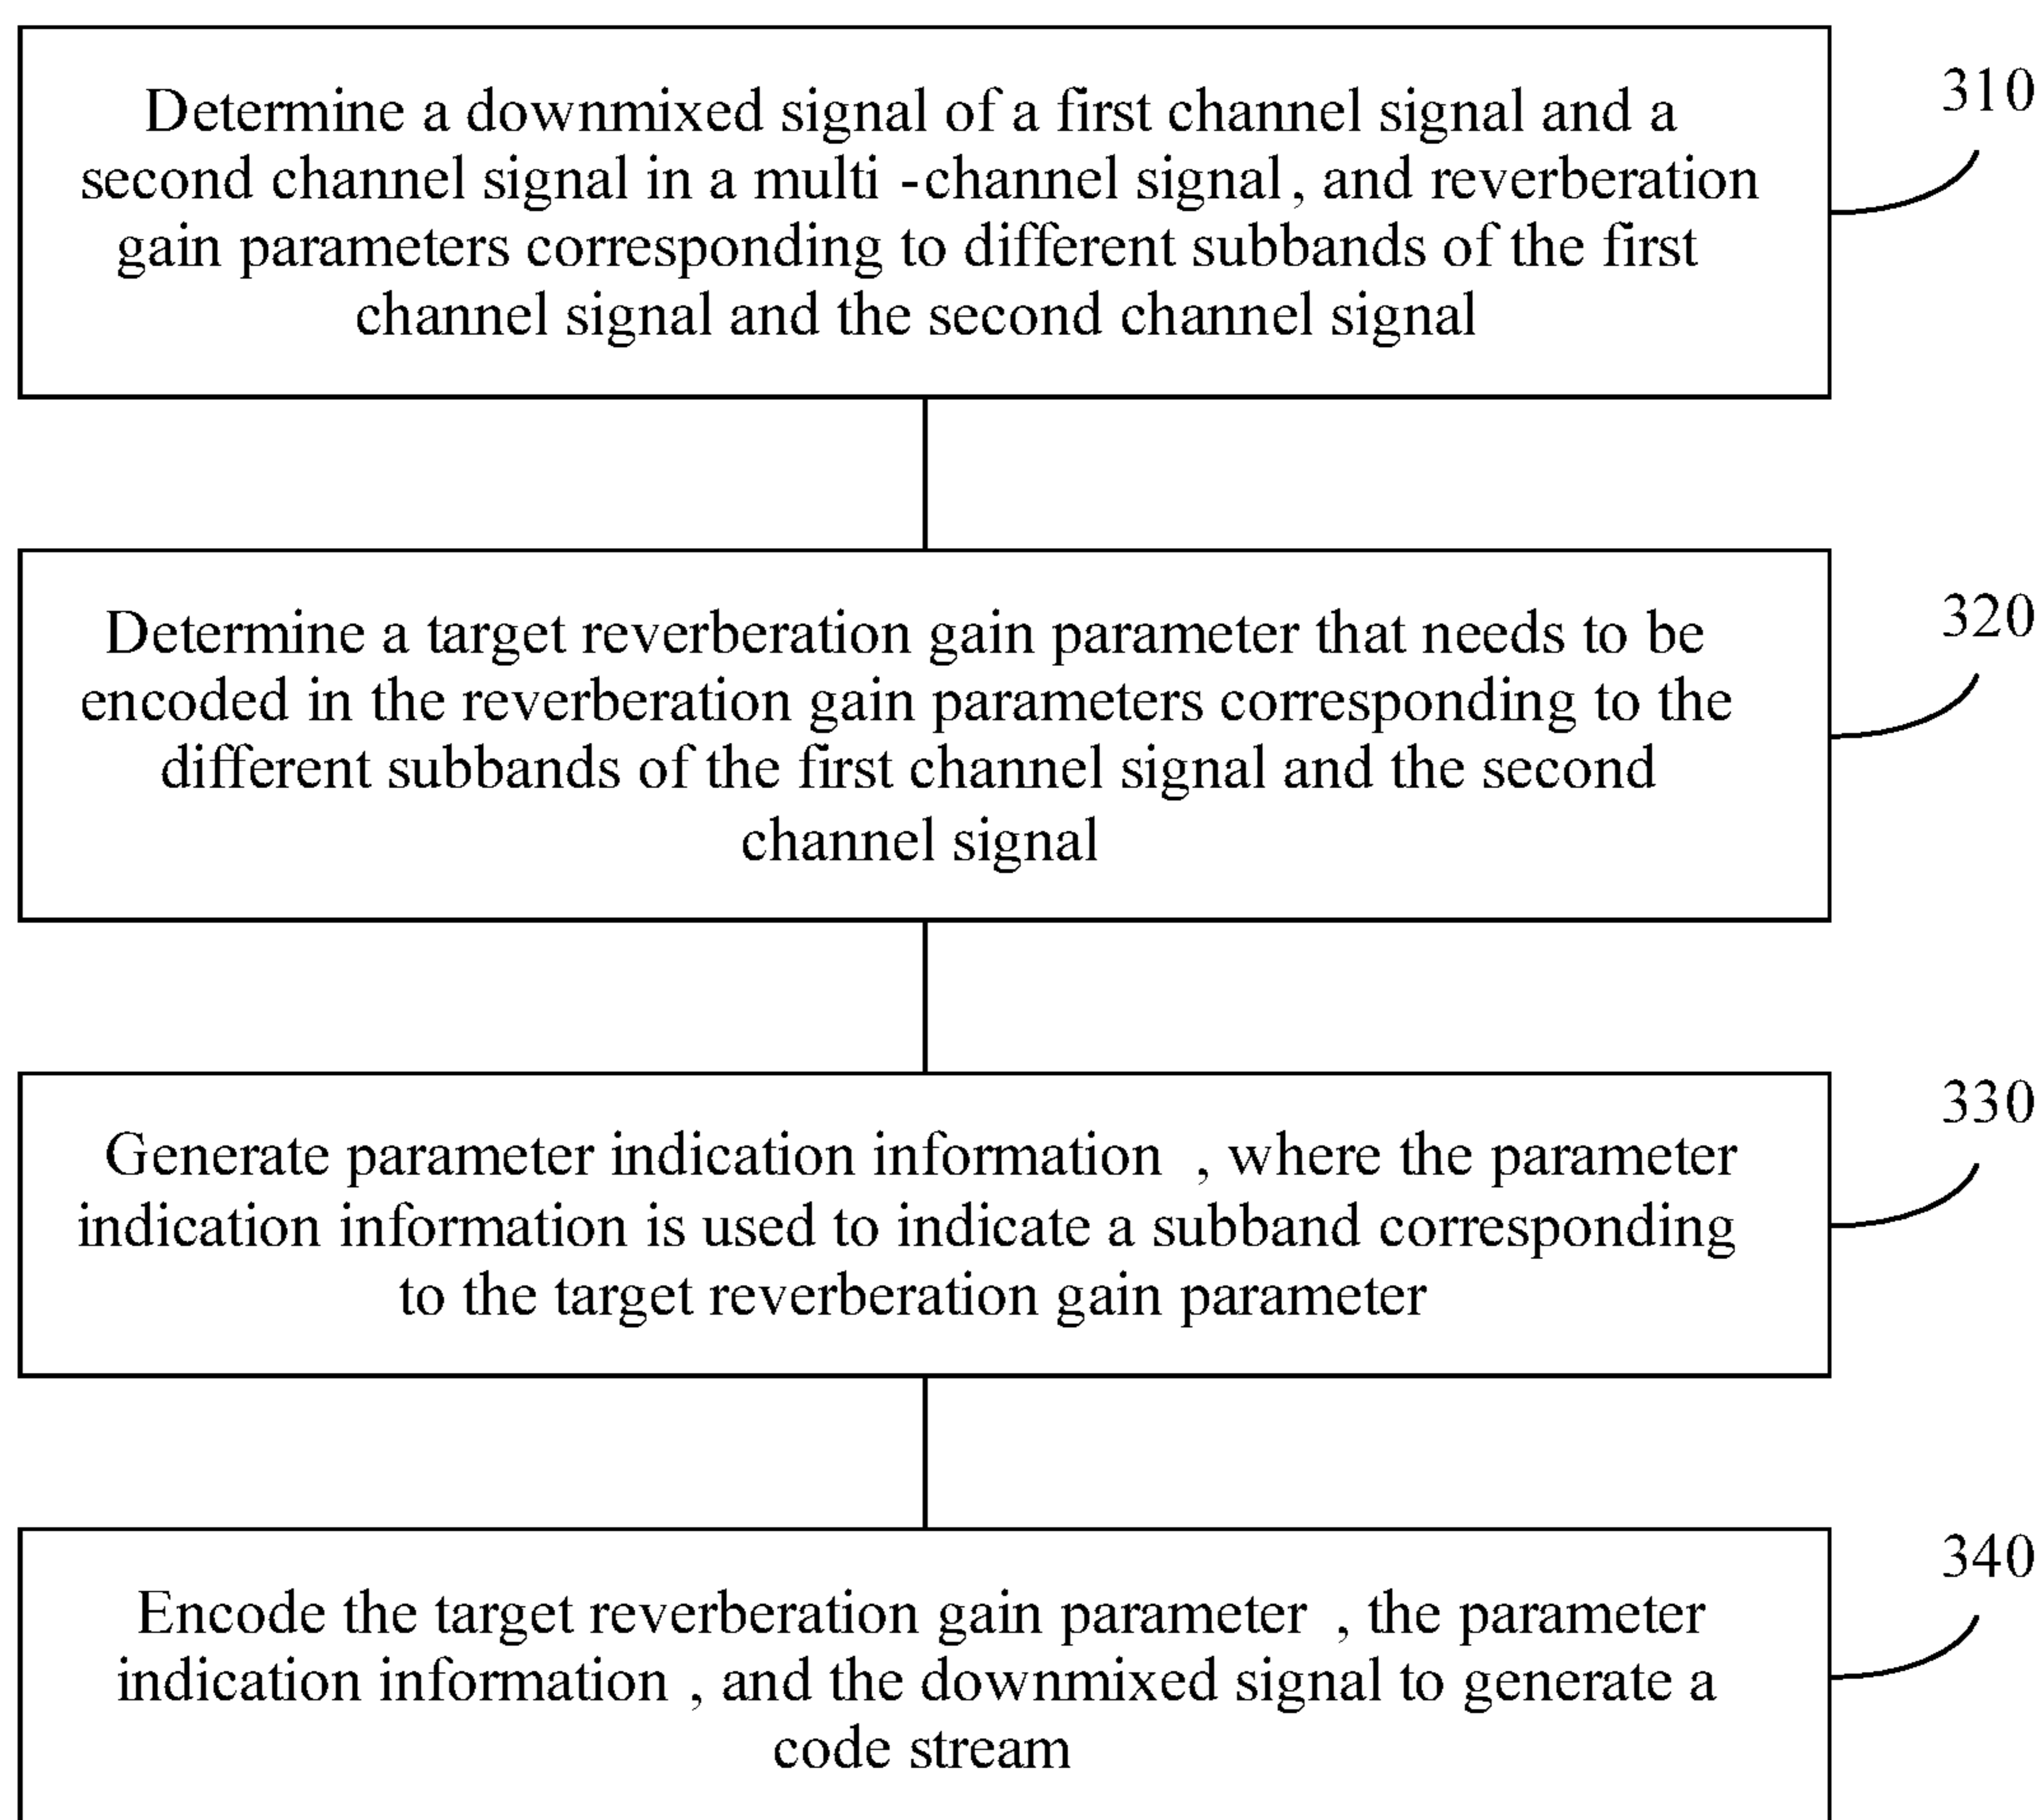 Determine a downmixed signal of a first channel signal and a
second channel signal in a multi -channel signal, and reverberation
gain parameters corresponding to different subbands of the first
channel signal and the second channel signal
310
Determine a target reverberation gain parameter that needs to be
encoded in the reverberation gain parameters corresponding to the
different subbands of the first channel signal and the second
channel signal
320
Generate parameter indication information , where the parameter
indication information is used to indicate a subband corresponding
to the target reverberation gain parameter
330
Encode the target reverberation gain parameter , the parameter
indication information , and the downmixed signal to generate a
code stream
340